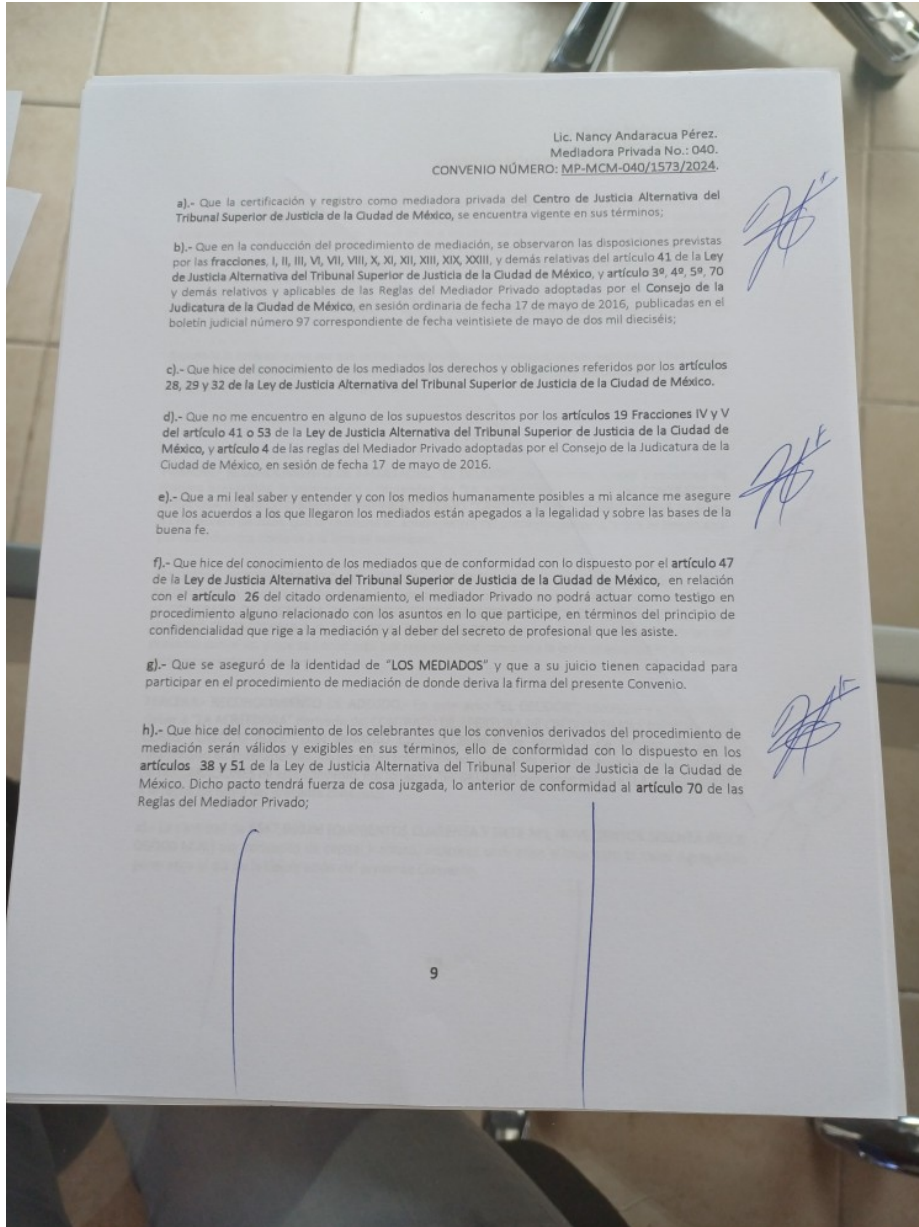 Lic. Nancy Andaracua Pérez.
Mediadora Privada No.: 040.
CONVENIO NÚMERO: MP-MCM-040/1573/2024.
a).- Que la certificación y registro como mediadora privada del Centro de Justicia Alternativa del
Tribunal Superior de Justicia de la Ciudad de México, se encuentra vigente en sus términos;
b).- Que en la conducción del procedimiento de mediación, se observaron las disposiciones previstas
por las fracciones, I, II, III, VI, VII, VIII, X, XI, XII, XIII, XIX, XXIII, y demás relativas del artículo 41 de la Ley
de Justicia Alternativa del Tribunal Superior de Justicia de la Ciudad de México, y artículo 3º, 4º, 5º, 70
y demás relativos y aplicables de las Reglas del Mediador Privado adoptadas por el Consejo de la
Judicatura de la Ciudad de México, en sesión ordinaria de fecha 17 de mayo de 2016, publicadas en el
boletín judicial número 97 correspondiente de fecha veintisiete de mayo de dos mil dieciséis;
c).- Que hice del conocimiento de los mediados los derechos y obligaciones referidos por los artículos
28, 29 y 32 de la Ley de Justicia Alternativa del Tribunal Superior de Justicia de la Ciudad de México.
d).- Que no me encuentro en alguno de los supuestos descritos por los artículos 19 Fracciones IV y V
del artículo 41 o 53 de la Ley de Justicia Alternativa del Tribunal Superior de Justicia de la Ciudad de
México, y artículo 4 de las reglas del Mediador Privado adoptadas por el Consejo de la Judicatura de la
Ciudad de México, en sesión de fecha 17 de mayo de 2016.
e).- Que a mi leal saber y entender y con los medios humanamente posibles a mi alcance me asegure
que los acuerdos a los que llegaron los mediados están apegados a la legalidad y sobre las bases de la
buena fe.
f).- Que hice del conocimiento de los mediados que de conformidad con lo dispuesto por el artículo 47
de la Ley de Justicia Alternativa del Tribunal Superior de Justicia de la Ciudad de México, en relación
con el artículo 26 del citado ordenamiento, el mediador Privado no podrá actuar como testigo en
procedimiento alguno relacionado con los asuntos en lo que participe, en términos del principio de
confidencialidad que rige a la mediación y al deber del secreto de profesional que les asiste.
g).- Que se aseguró de la identidad de "LOS MEDIADOS" y que a su juicio tienen capacidad para
participar en el procedimiento de mediación de donde deriva la firma del presente Convenio.
h).- Que hice del conocimiento de los celebrantes que los convenios derivados del procedimiento de
mediación serán válidos y exigibles en sus términos, ello de conformidad con lo dispuesto en los
artículos 38 y 51 de la Ley de Justicia Alternativa del Tribunal Superior de Justicia de la Ciudad de
México. Dicho pacto tendrá fuerza de cosa juzgada, lo anterior de conformidad al artículo 70 de las
Reglas del Mediador Privado;
9